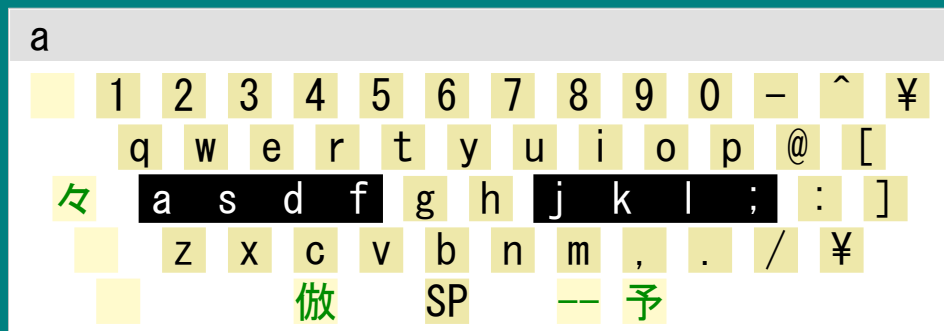 a
1 2 3 4 5 6 7 8 9 0 - ^ ¥
q w e r t y u i o p @ [
々 a s d f g h j k l ; : ]
z x c v b n m , . / ¥
倣 SP -- 予